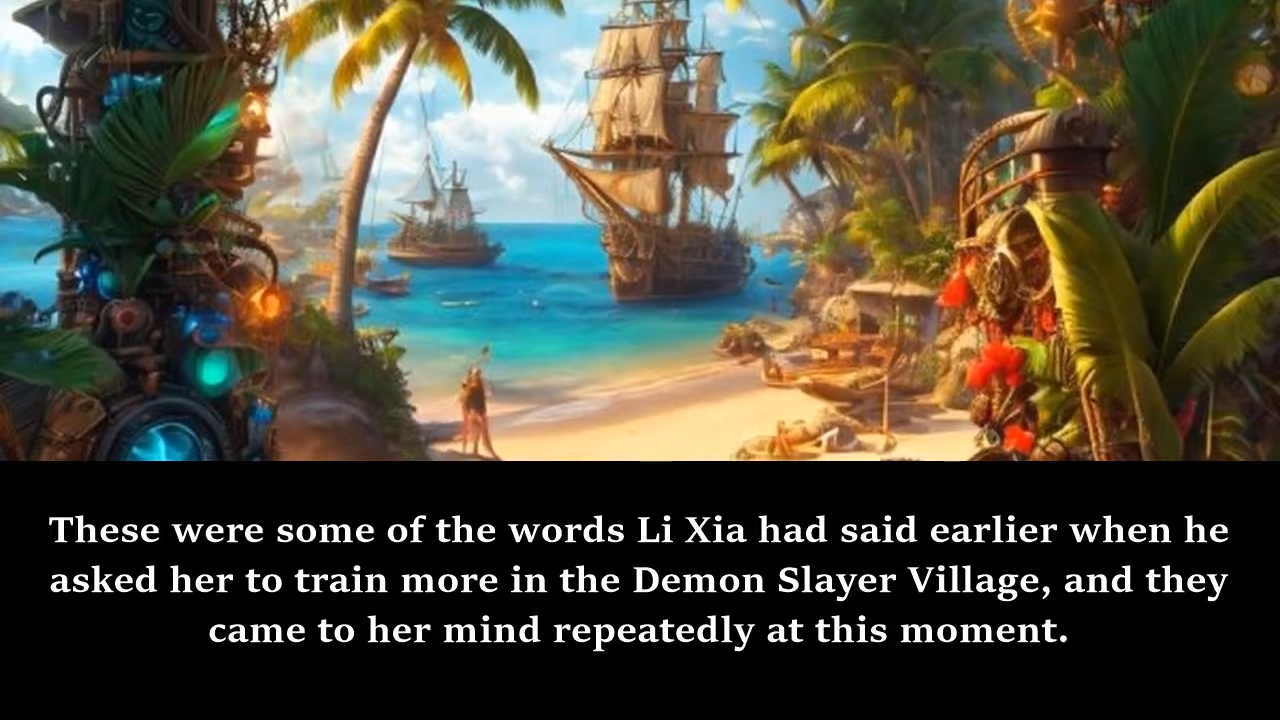 These were some of the words Li Xia had said earlier when he
asked her to train more in the Demon Slayer Village, and they
came to her mind repeatedly at this moment.